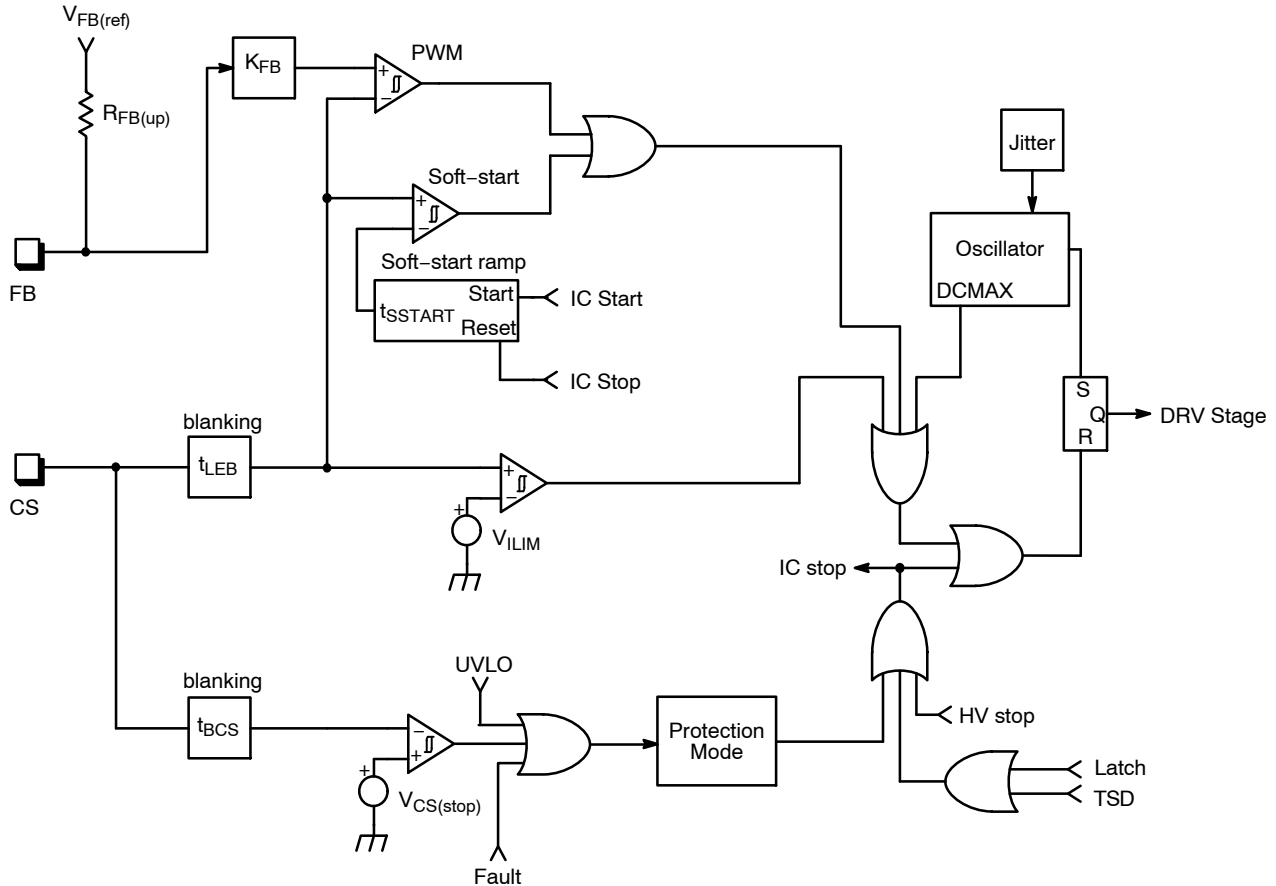 VFB(ref)
PWM
KFB
+
−
RFB(up)
Jitter
Soft−start
+
−
Oscillator
DCMAX
FB
Soft−start ramp
Start
tSSTART
Reset
IC Start
IC Stop
S
Q
R
DRV Stage
blanking
tLEB
CS
+
−
+
VILIM
IC stop
UVLO
blanking
tBCS
−
+
+
VCS(stop)
Protection
Mode
HV stop
Latch
TSD
Fault